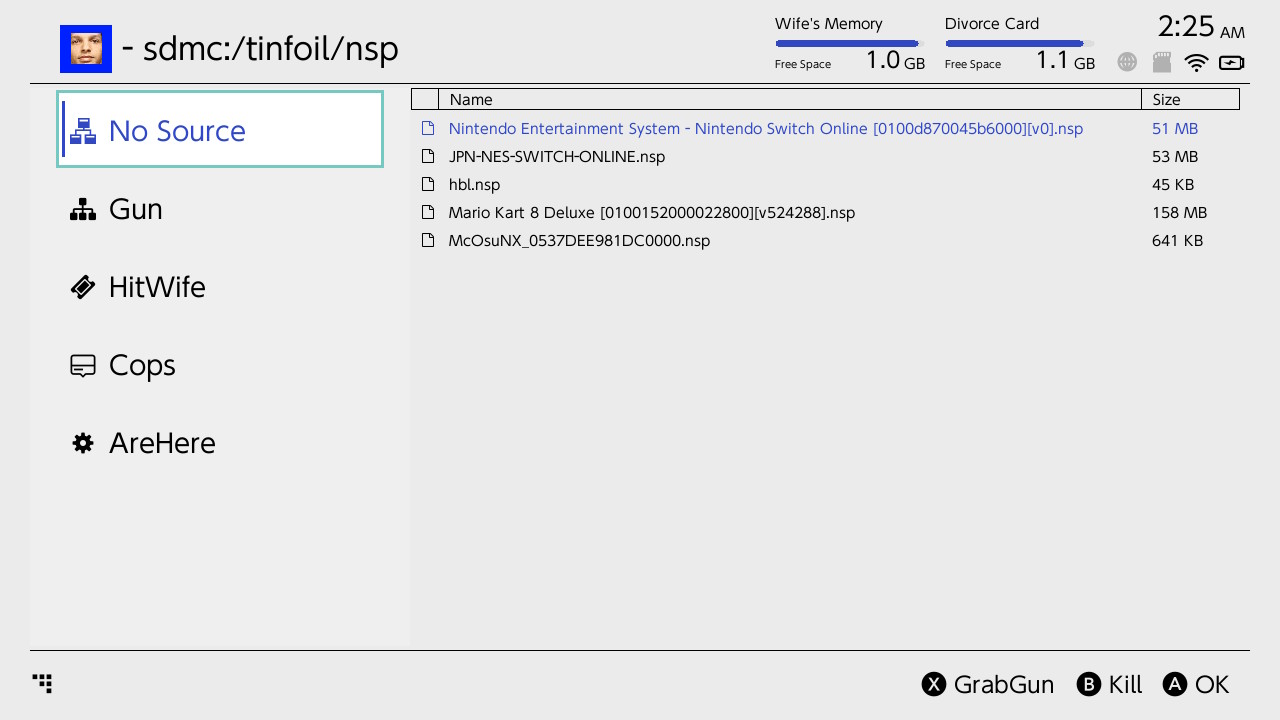 - sdmc:/tinfoil/nsp
Wife's Memory
Free Space 1.0 GB
Divorce Card
Free Space 1.1 GB
2:25 AM
No Source
Gun
HitWife
Cops
AreHere
Name Size
Nintendo Entertainment System - Nintendo Switch Online [0100d870045b6000][v0].nsp 51 MB
JPN-NES-SWITCH-ONLINE.nsp 53 MB
hbl.nsp 45 KB
Mario Kart 8 Deluxe [0100152000022800][v524288].nsp 158 MB
McOsuNX_0537DEE981DC0000.nsp 641 KB
X GrabGun B Kill A OK